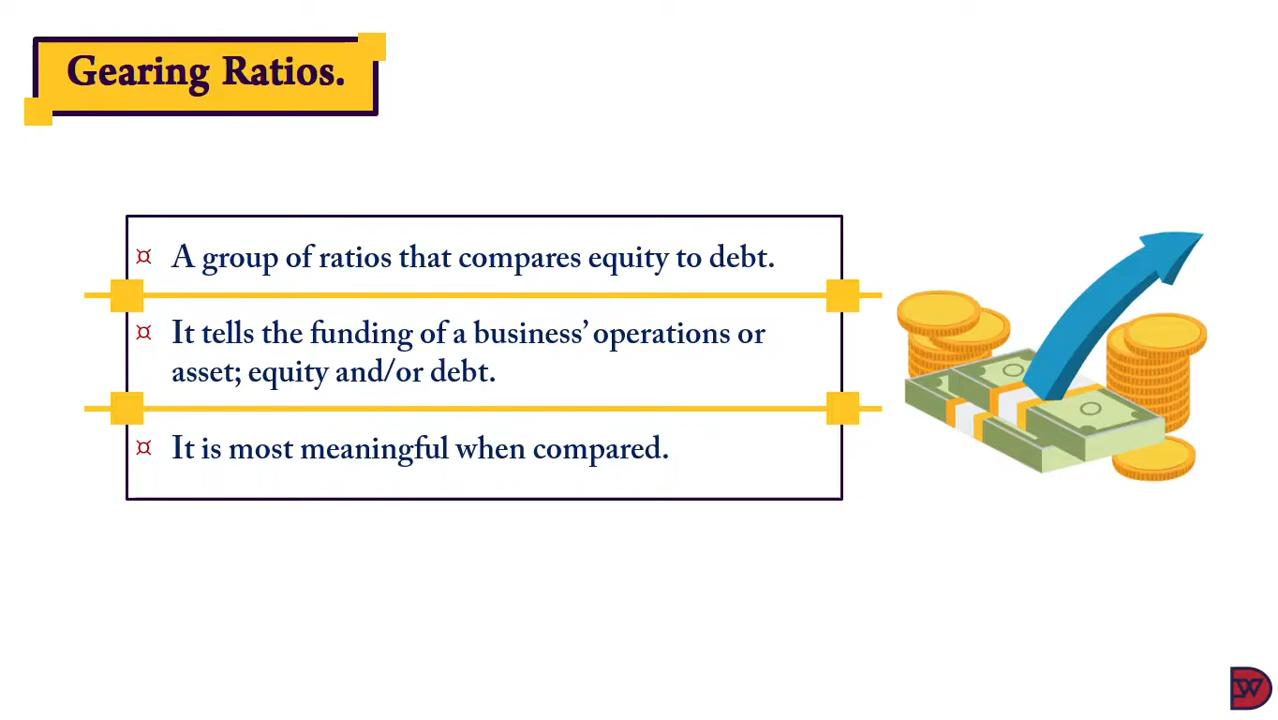 Gearing Ratios.
¤ A group of ratios that compares equity to debt.
¤ It tells the funding of a business’ operations or
asset; equity and/or debt.
¤ It is most meaningful when compared.
DW